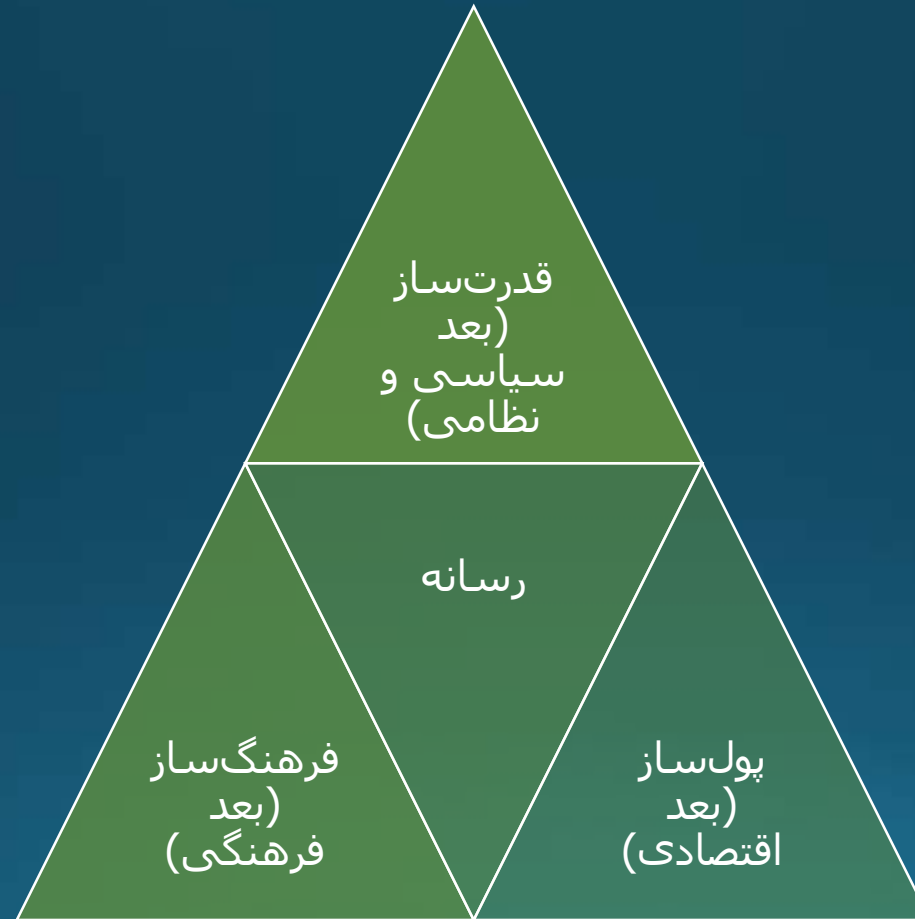 قدرت‌ساز
(بعد
سیاسی و
نظامی)
رسانه
پول‌ساز
(بعد
اقتصادی)
فرهنگ‌ساز
(بعد
فرهنگی)